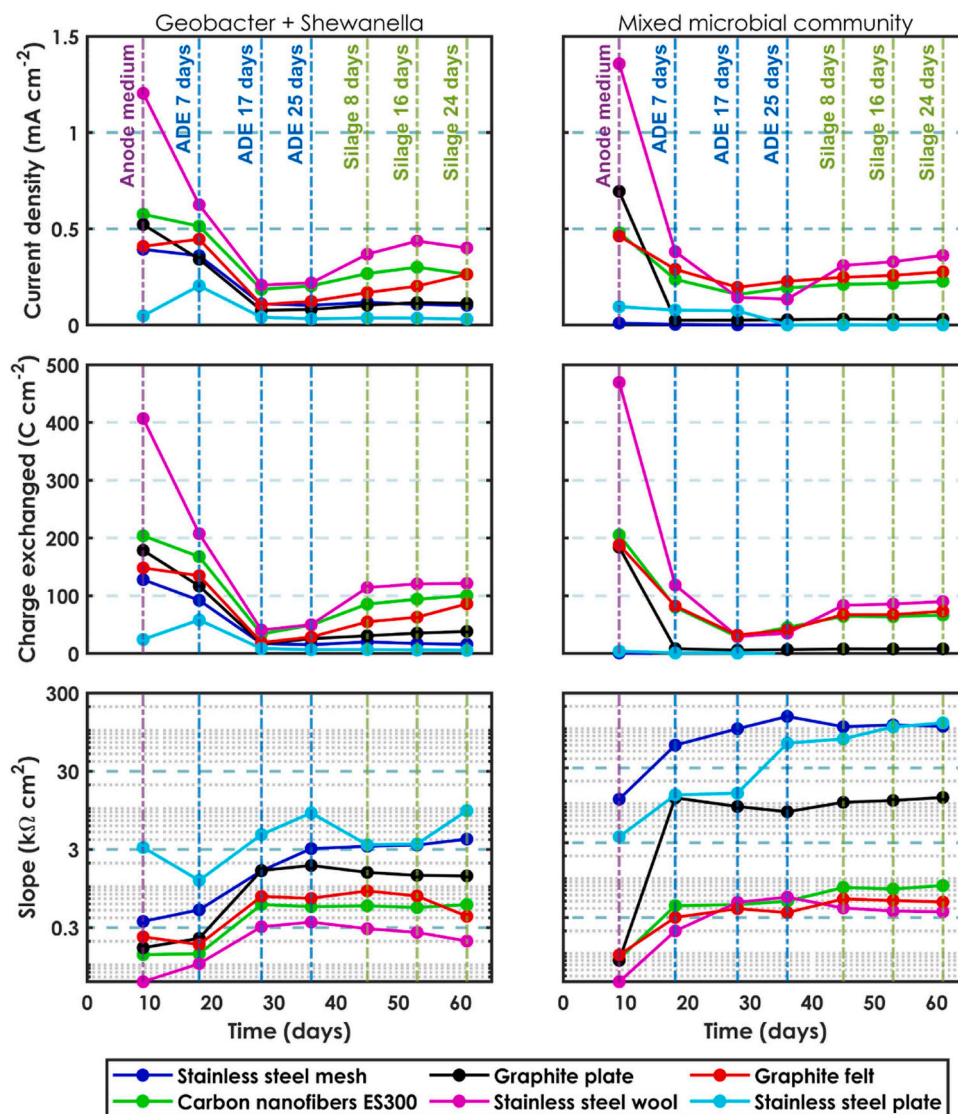 Geobacter + Shewanella
Mixed microbial community
Current density (mA cm-2)
1.5
1
0.5
0
Anode medium
ADE 7 days
ADE 17 days
ADE 25 days
Silage 8 days
Silage 16 days
Silage 24 days
Anode medium
ADE 7 days
ADE 17 days
ADE 25 days
Silage 8 days
Silage 16 days
Silage 24 days
Charge exchanged (C cm-2)
500
400
300
200
100
0
Slope (kΩ cm2)
300
30
3
0.3
0 10 20 30 40 50 60
0 10 20 30 40 50 60
Time (days)
Time (days)
Stainless steel mesh
Graphite plate
Graphite felt
Carbon nanofibers ES300
Stainless steel wool
Stainless steel plate